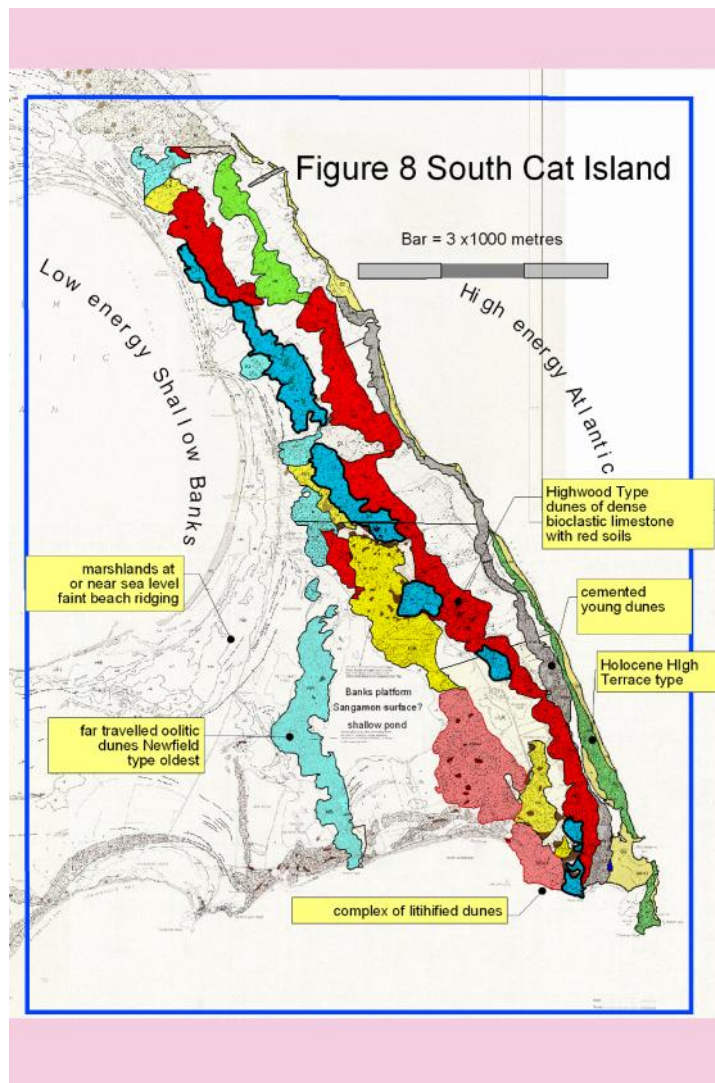 Figure 8 South Cat Island
Bar = 3 x1000 metres
Low energy Shallow Banks
High energy Atlantic
Highwood Type
dunes of dense
bioclastic limestone
with red soils
marshlands at
or near sea level
faint beach ridging
cemented
young dunes
Holocene HIgh
Terrace type
Banks platform
Sangamon surface?
shallow pond
far travelled oolitic
dunes Newfield
type oldest
complex of litihified dunes